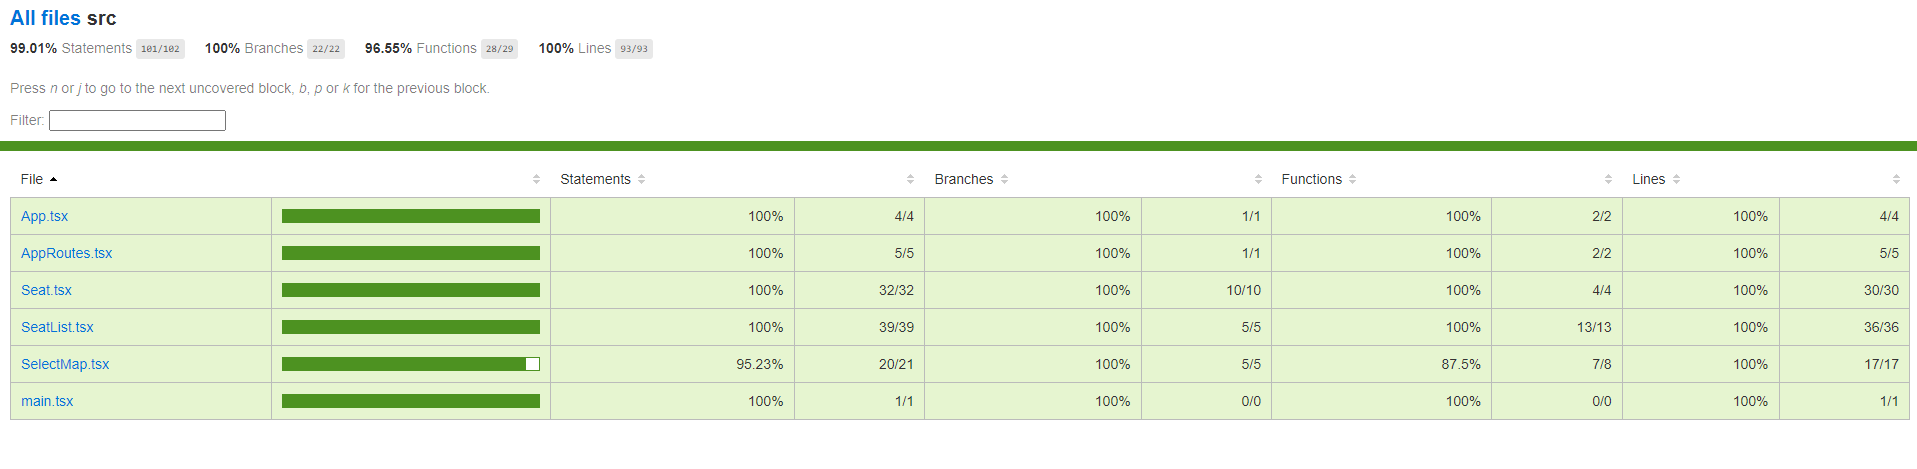 All files src
99.01% Statements 101/102 100% Branches 22/22 96.55% Functions 28/29 100% Lines 93/93
Press n or j to go to the next uncovered block, b, p or k for the previous block.
Filter:
File Statements Branches Functions Lines
App.tsx 100% 4/4 100% 1/1 100% 2/2 100% 4/4
AppRoutes.tsx 100% 5/5 100% 1/1 100% 2/2 100% 5/5
Seat.tsx 100% 32/32 100% 10/10 100% 4/4 100% 30/30
SeatList.tsx 100% 39/39 100% 5/5 100% 13/13 100% 36/36
SelectMap.tsx 95.23% 20/21 100% 5/5 87.5% 7/8 100% 17/17
main.tsx 100% 1/1 100% 0/0 100% 0/0 100% 1/1